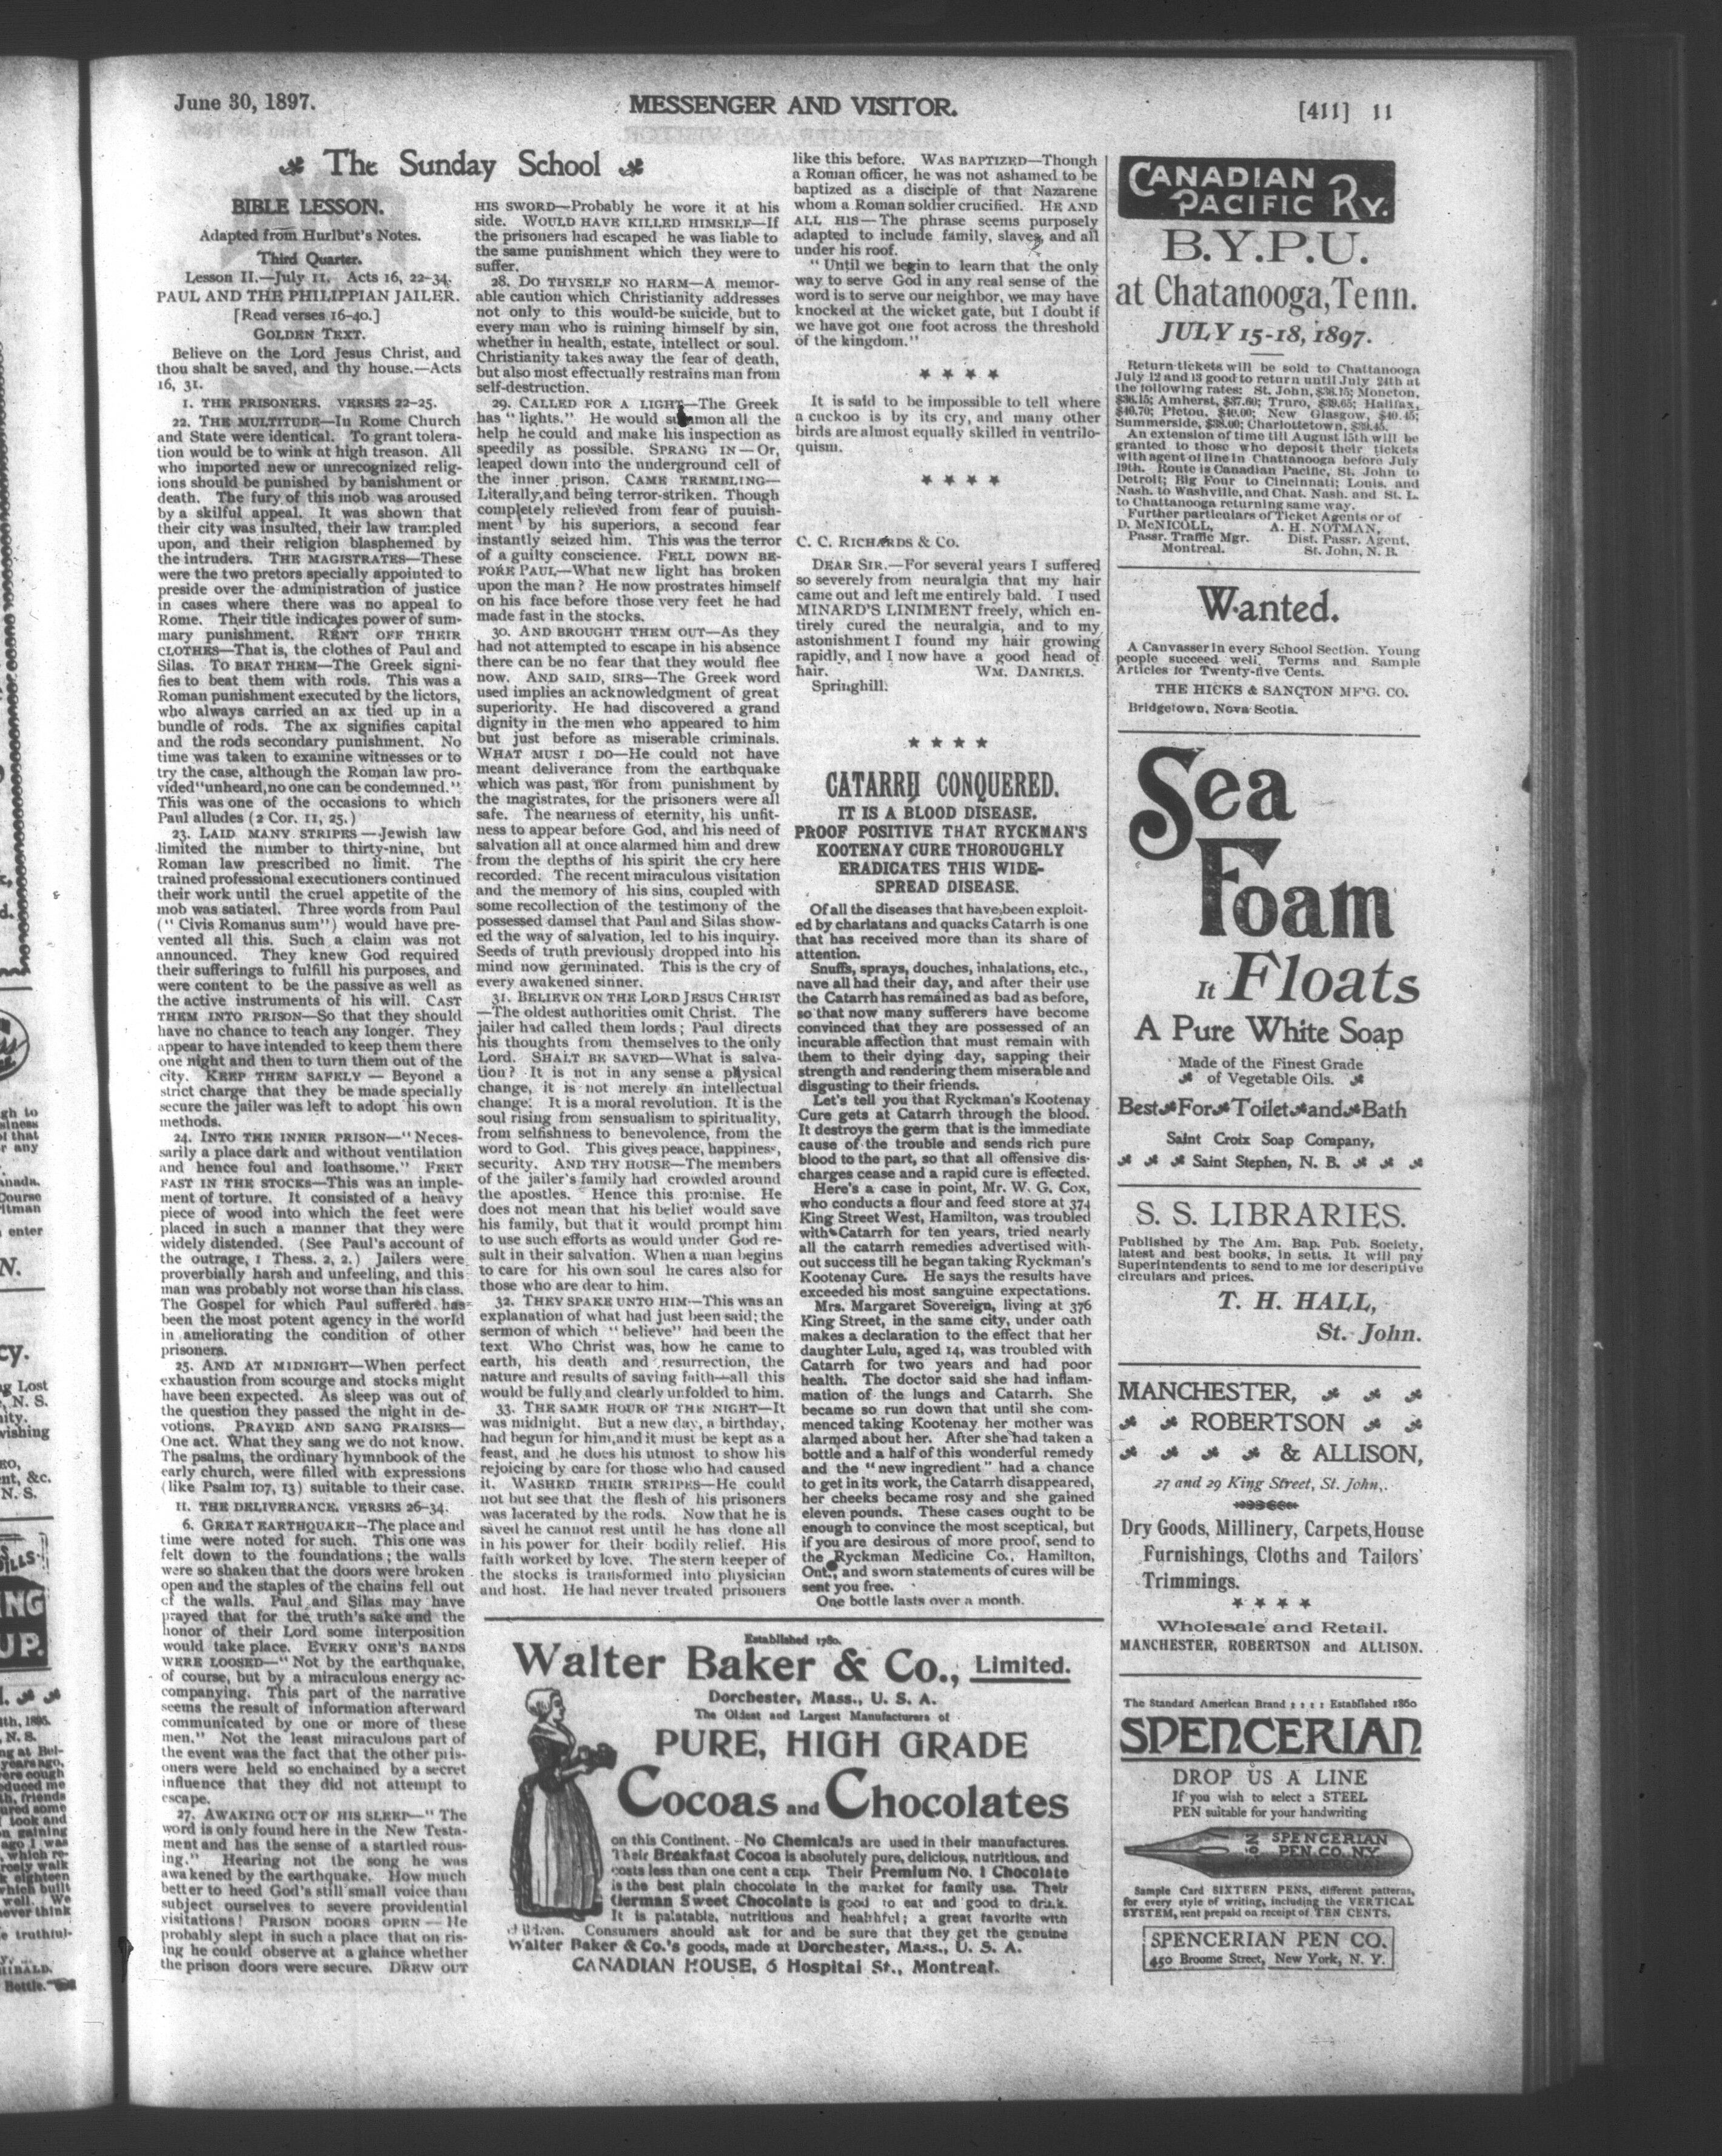 June 30, 1897.
MESSENGER AND VISITOR.
[411] 11
The Sunday School
BIBLE LESSON.
Adapted from Hurlbut's Notes.
Third Quarter.
Lesson II.—July 11. Acts 16, 22-34.
PAUL AND THE PHILIPPIAN JAILER.
[Read verses 16-40.]
GOLDEN TEXT.
Believe on the Lord Jesus Christ, and
thou shalt be saved, and thy house.—Acts
16, 31.
I. THE PRISONERS. VERSES 22-25.
22. THE MULTITUDE—In Rome Church
and State were identical. To grant tolera-
tion would be to wink at high treason. All
who imported new or unrecognized relig-
ions should be punished by banishment or
death. The fury of this mob was aroused
by a skilful appeal. It was shown that
their city was insulted, their law trampled
upon, and their religion blasphemed by
the intruders. THE MAGISTRATES—These
were the two pretors specially appointed to
preside over the administration of justice
in cases where there was no appeal to
Rome. Their title indicates power of sum-
mary punishment. RENT OFF THEIR
CLOTHES—That is, the clothes of Paul and
Silas. TO BEAT THEM—The Greek signi-
fies to beat them with rods. This was a
Roman punishment executed by the lictors,
who always carried an ax tied up in a
bundle of rods. The ax signifies capital
and the rods secondary punishment. No
time was taken to examine witnesses or to
try the case, although the Roman law pro-
vided "unheard, no one can be condemned."
This was one of the occasions to which
Paul alludes (2 Cor. 11, 25.)
23. LAID MANY STRIPES—Jewish law
limited the number to thirty-nine, but
Roman law prescribed no limit. The
trained professional executioners continued
their work until the cruel appetite of the
mob was satiated. Three words from Paul
("Civis Romanus sum") would have pre-
vented all this. Such a claim was not
announced. They knew God required
their sufferings to fulfill his purposes, and
were content to be the passive as well as
the active instruments of his will. CAST
THEM INTO PRISON—So that they should
have no chance to teach any longer. They
appear to have intended to keep them there
one night and then to turn them out of the
city. KEEP THEM SAFELY — Beyond a
strict charge that they be made specially
secure the jailer was left to adopt his own
methods.
24. INTO THE INNER PRISON—"Neces-
sarily a place dark and without ventilation
and hence foul and loathsome." FEET
FAST IN THE STOCKS—This was an imple-
ment of torture. It consisted of a heavy
piece of wood into which the feet were
placed in such a manner that they were
widely distended. (See Paul's account of
the outrage, 1 Thess. 2, 2.) Jailers were
proverbially harsh and unfeeling, and this
man was probably not worse than his class.
The Gospel for which Paul suffered has
been the most potent agency in the world
in ameliorating the condition of other
prisoners.
25. AND AT MIDNIGHT—When perfect
exhaustion from scourge and stocks might
have been expected. As sleep was out of
the question they passed the night in de-
votions. PRAYED AND SANG PRAISES—
One act. What they sang we do not know.
The psalms, the ordinary hymnbook of the
early church, were filled with expressions
(like Psalm 107, 13) suitable to their case.
II. THE DELIVERANCE. VERSES 26-34.
6. GREAT EARTHQUAKE—The place and
time were noted for such. This one was
felt down to the foundations; the walls
were so shaken that the doors were broken
open and the staples of the chains fell out
of the walls. Paul and Silas may have
prayed that for the truth's sake and the
honor of their Lord some interposition
would take place. EVERY ONE'S BANDS
WERE LOOSED—"Not by the earthquake,
of course, but by a miraculous energy ac-
companying. This part of the narrative
seems the result of information afterward
communicated by one or more of these
men." Not the least miraculous part of
the event was the fact that the other pris-
oners were held so enchained by a secret
influence that they did not attempt to
escape.
27. AWAKING OUT OF HIS SLEEP—"The
word is only found here in the New Testa-
ment and has the sense of a startled rous-
ing." Hearing not the song he was
awakened by the earthquake. How much
better to heed God's still small voice than
subject ourselves to severe providential
visitations! PRISON DOORS OPEN — He
probably slept in such a place that on ris-
ing he could observe at a glance whether
the prison doors were secure. DREW OUT
HIS SWORD—Probably he wore it at his
side. WOULD HAVE KILLED HIMSELF—If
the prisoners had escaped he was liable to
the same punishment which they were to
suffer.
28. DO THYSELF NO HARM—A memor-
able caution which Christianity addresses
not only to this would-be suicide, but to
every man who is ruining himself by sin,
whether in health, estate, intellect or soul.
Christianity takes away the fear of death,
but also most effectually restrains man from
self-destruction.
29. CALLED FOR A LIGHT—The Greek
has "lights." He would summon all the
help he could and make his inspection as
speedily as possible. SPRANG IN—Or,
leaped down into the underground cell of
the inner prison. CAME TREMBLING—
Literally, and being terror-striken. Though
completely relieved from fear of punish-
ment by his superiors, a second fear
instantly seized him. This was the terror
of a guilty conscience. FELL DOWN BE-
FORE PAUL—What new light has broken
upon the man? He now prostrates himself
on his face before those very feet he had
made fast in the stocks.
30. AND BROUGHT THEM OUT—As they
had not attempted to escape in his absence
there can be no fear that they would flee
now. AND SAID, SIRS—The Greek word
used implies an acknowledgment of great
superiority. He had discovered a grand
dignity in the men who appeared to him
but just before as miserable criminals.
WHAT MUST I DO—He could not have
meant deliverance from the earthquake
which was past, nor from punishment by
the magistrates, for the prisoners were all
safe. The nearness of eternity, his unfit-
ness to appear before God, and his need of
salvation all at once alarmed him and drew
from the depths of his spirit the cry here
recorded. The recent miraculous visitation
and the memory of his sins, coupled with
some recollection of the testimony of the
possessed damsel that Paul and Silas show-
ed the way of salvation, led to his inquiry.
Seeds of truth previously dropped into his
mind now germinated. This is the cry of
every awakened sinner.
31. BELIEVE ON THE LORD JESUS CHRIST
—The oldest authorities omit Christ. The
jailer had called them lords; Paul directs
his thoughts from themselves to the only
Lord. SHALT BE SAVED—What is salva-
tion? It is not in any sense a physical
change, it is not merely an intellectual
change. It is a moral revolution. It is the
soul rising from sensualism to spirituality,
from selfishness to benevolence, from the
word to God. This gives peace, happiness,
security. AND THY HOUSE—The members
of the jailer's family had crowded around
the apostles. Hence this promise. He
does not mean that his belief would save
his family, but that it would prompt him
to use such efforts as would under God re-
sult in their salvation. When a man begins
to care for his own soul he cares also for
those who are dear to him.
32. THEY SPAKE UNTO HIM—This was an
explanation of what had just been said; the
sermon of which "believe" had been the
text Who Christ was, how he came to
earth, his death and resurrection, the
nature and results of saving faith—all this
would be fully and clearly unfolded to him.
33. THE SAME HOUR OF THE NIGHT—It
was midnight. But a new day, a birthday,
had begun for him, and it must be kept as a
feast, and he does his utmost to show his
rejoicing by care for those who had caused
it. WASHED THEIR STRIPES—He could
not but see that the flesh of his prisoners
was lacerated by the rods. Now that he is
saved he cannot rest until he has done all
in his power for their bodily relief. His
faith worked by love. The stern keeper of
the stocks is transformed into physician
and host. He had never treated prisoners
like this before. WAS BAPTIZED—Though
a Roman officer, he was not ashamed to be
baptized as a disciple of that Nazarene
whom a Roman soldier crucified. HE AND
ALL HIS—The phrase seems purposely
adapted to include family, slaves, and all
under his roof.
"Until we begin to learn that the only
way to serve God in any real sense of the
word is to serve our neighbor, we may have
knocked at the wicket gate, but I doubt if
we have got one foot across the threshold
of the kingdom."
* * * *
It is said to be impossible to tell where
a cuckoo is by its cry, and many other
birds are almost equally skilled in ventrilo-
quism.
* * * *
C. C. RICHARDS & Co.
DEAR SIR.—For several years I suffered
so severely from neuralgia that my hair
came out and left me entirely bald. I used
MINARD'S LINIMENT freely, which en-
tirely cured the neuralgia, and to my
astonishment I found my hair growing
rapidly, and I now have a good head of
hair. WM. DANIELS.
Springhill.
* * * *
CATARRH CONQUERED.
IT IS A BLOOD DISEASE.
PROOF POSITIVE THAT RYCKMAN'S
KOOTENAY CURE THOROUGHLY
ERADICATES THIS WIDE-
SPREAD DISEASE.
Of all the diseases that have been exploit-
ed by charlatans and quacks Catarrh is one
that has received more than its share of
attention.
Snuffs, sprays, douches, inhalations, etc.,
have all had their day, and after their use
the Catarrh has remained as bad as before,
so that now many sufferers have become
convinced that they are possessed of an
incurable affection that must remain with
them to their dying day, sapping their
strength and rendering them miserable and
disgusting to their friends.
Let's tell you that Ryckman's Kootenay
Cure gets at Catarrh through the blood.
It destroys the germ that is the immediate
cause of the trouble and sends rich pure
blood to the part, so that all offensive dis-
charges cease and a rapid cure is effected.
Here's a case in point, Mr. W. G. Cox,
who conducts a flour and feed store at 374
King Street West, Hamilton, was troubled
with Catarrh for ten years, tried nearly
all the catarrh remedies advertised with-
out success till he began taking Ryckman's
Kootenay Cure. He says the results have
exceeded his most sanguine expectations.
Mrs. Margaret Sovereign, living at 376
King Street, in the same city, under oath
makes a declaration to the effect that her
daughter Lulu, aged 14, was troubled with
Catarrh for two years and had poor
health. The doctor said she had inflam-
mation of the lungs and Catarrh. She
became so run down that until she com-
menced taking Kootenay her mother was
alarmed about her. After she had taken a
bottle and a half of this wonderful remedy
and the "new ingredient" had a chance
to get in its work, the Catarrh disappeared,
her cheeks became rosy and she gained
eleven pounds. These cases ought to be
enough to convince the most sceptical, but
if you are desirous of more proof, send to
the Ryckman Medicine Co., Hamilton,
Ont., and sworn statements of cures will be
sent you free.
One bottle lasts over a month.
Established 1780.
Walter Baker & Co., Limited.
Dorchester, Mass., U. S. A.
The Oldest and Largest Manufacturers of
PURE, HIGH GRADE
Cocoas and Chocolates
on this Continent. No Chemicals are used in their manufactures.
Their Breakfast Cocoa is absolutely pure, delicious, nutritious, and
costs less than one cent a cup. Their Premium No. 1 Chocolate
is the best plain chocolate in the market for family use. Their
German Sweet Chocolate is good to eat and good to drink.
It is palatable, nutritious and healthful; a great favorite with
children. Consumers should ask for and be sure that they get the genuine
Walter Baker & Co.'s goods, made at Dorchester, Mass., U. S. A.
CANADIAN HOUSE, 6 Hospital St., Montreal.
CANADIAN
PACIFIC RY.
B.Y.P.U.
at Chatanooga, Tenn.
JULY 15-18, 1897.
Return tickets will be sold to Chattanooga
July 12 and 13 good to return until July 24th at
the following rates: St. John, $36.15; Moncton,
$36.15; Amherst, $37.60; Truro, $39.65; Halifax,
$40.70; Pictou, $40.00; New Glasgow, $40.45;
Summerside, $38.00; Charlottetown, $39.45.
An extension of time till August 15th will be
granted to those who deposit their tickets
with agent of line in Chattanooga before July
19th. Route is Canadian Pacific, St. John to
Detroit; Big Four to Cincinnati; Louis. and
Nash. to Washville, and Chat. Nash. and St. L.
to Chattanooga returning same way.
Further particulars of Ticket Agents or of
D. McNICOLL, A. H. NOTMAN,
Passr. Traffic Mgr. Dist. Passr. Agent,
Montreal. St. John, N. B.
Wanted.
A Canvasser in every School Section. Young
people succeed well. Terms and Sample
Articles for Twenty-five Cents.
THE HICKS & SANCTON MF'G. CO.
Bridgetown, Nova Scotia.
Sea
Foam
It Floats
A Pure White Soap
Made of the Finest Grade
of Vegetable Oils.
Best For Toilet and Bath
Saint Croix Soap Company,
Saint Stephen, N. B.
S. S. LIBRARIES.
Published by The Am. Bap. Pub. Society,
latest and best books, in setts. It will pay
Superintendents to send to me for descriptive
circulars and prices.
T. H. HALL,
St. John.
MANCHESTER,
ROBERTSON
& ALLISON,
27 and 29 King Street, St. John,
Dry Goods, Millinery, Carpets, House
Furnishings, Cloths and Tailors'
Trimmings.
* * * *
Wholesale and Retail.
MANCHESTER, ROBERTSON and ALLISON.
The Standard American Brand : : : : Established 1860
SPENCERIAN
DROP US A LINE
If you wish to select a STEEL
PEN suitable for your handwriting
SPENCERIAN
PEN CO. N.Y.
Sample Card SIXTEEN PENS, different patterns,
for every style of writing, including the VERTICAL
SYSTEM, sent prepaid on receipt of TEN CENTS.
SPENCERIAN PEN CO.
450 Broome Street, New York, N. Y.